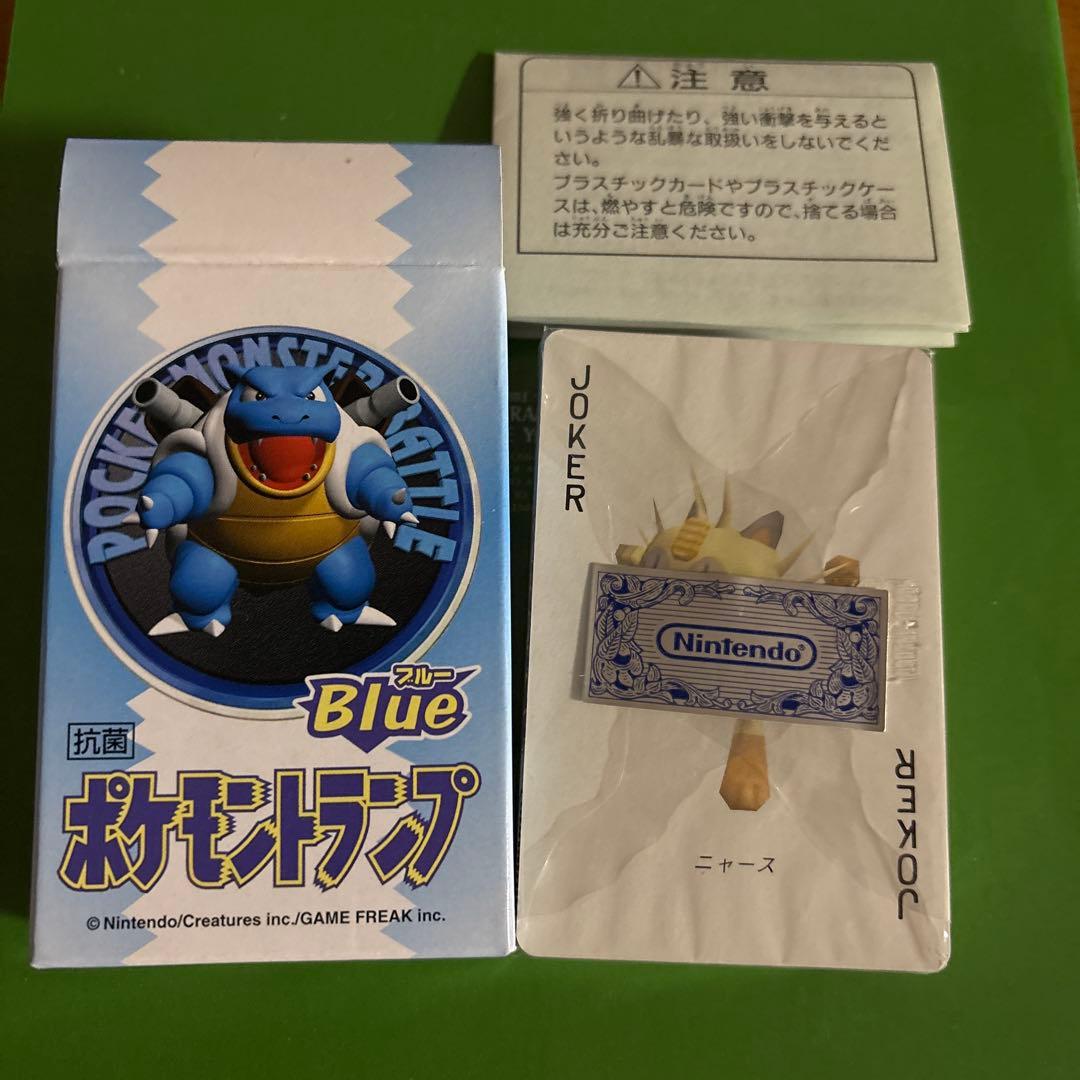 ⚠注意
強く折り曲げたり、強い衝撃を与えると
いうような乱暴な取扱いをしないでくだ
さい。
プラスチックカードやプラスチックケー
スは、燃やすと危険ですので、捨てる場合
は充分ご注意ください。
POCKET MONSTER BATTLE
ブルー
Blue
抗菌
ポケモントランプ
© Nintendo/Creatures inc./GAME FREAK inc.
JOKER
Nintendo®
ニャース
JOKER